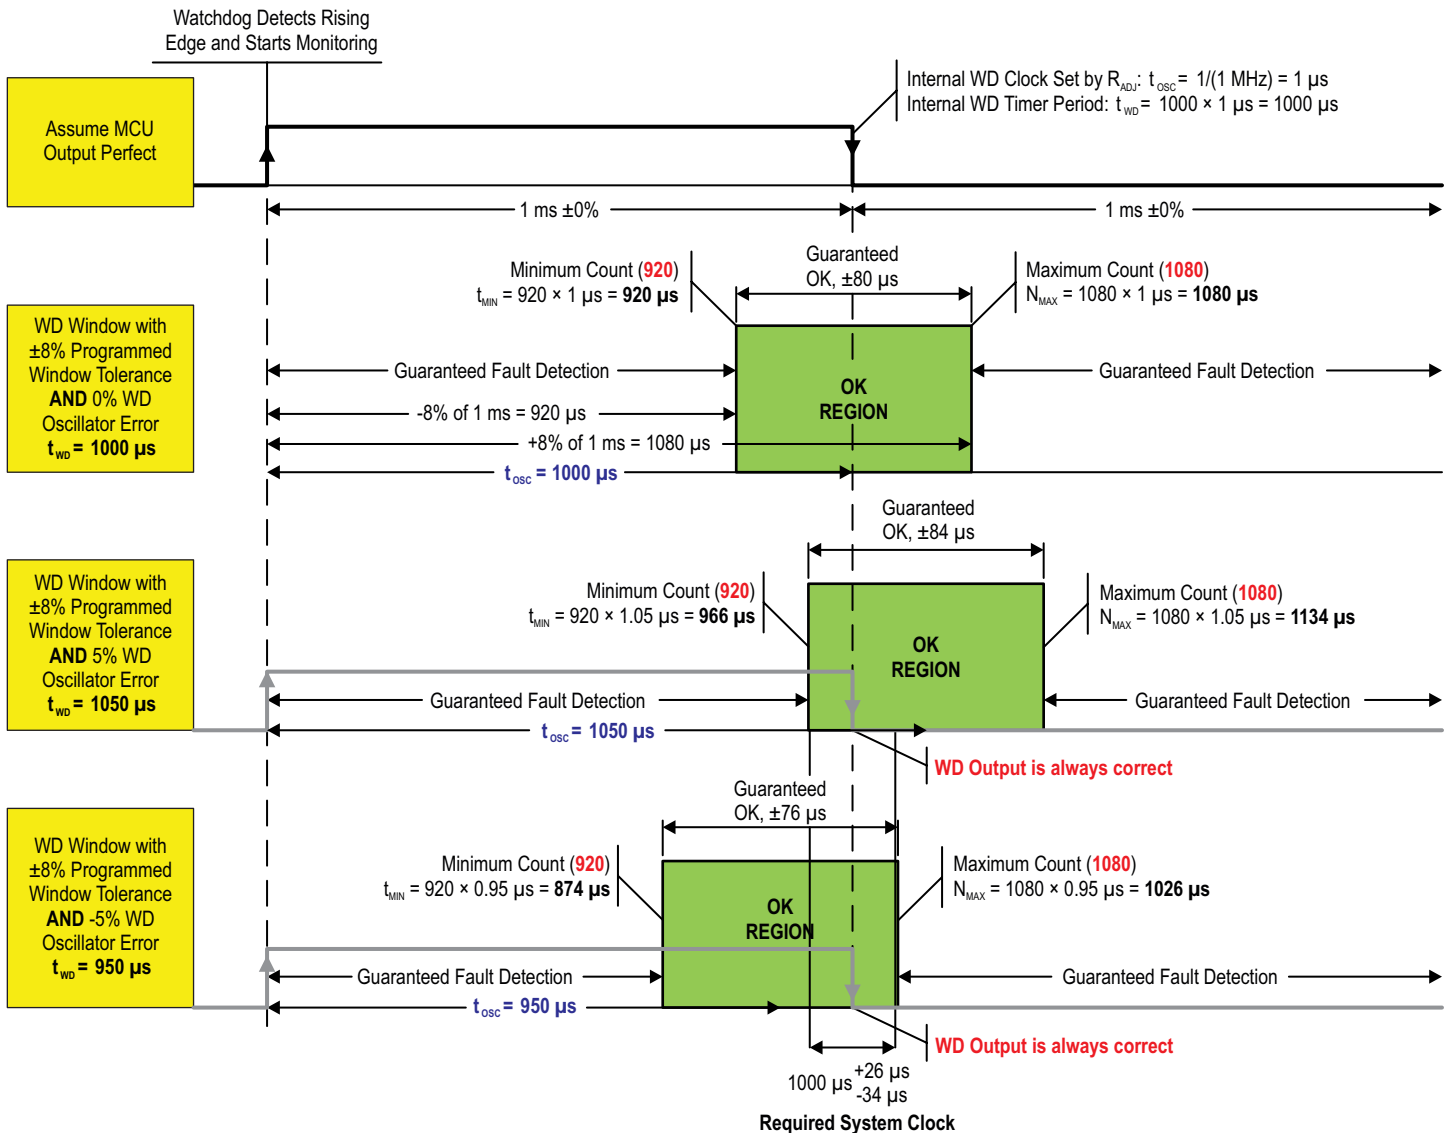 Watchdog Detects Rising
Edge and Starts Monitoring
Internal WD Clock Set by RADJ: tOSC = 1/(1 MHz) = 1 µs
Internal WD Timer Period: tWD = 1000 × 1 µs = 1000 µs
Assume MCU
Output Perfect
1 ms ±0%
1 ms ±0%
Guaranteed
OK, ±80 µs
Minimum Count (920)
tMIN = 920 × 1 µs = 920 µs
Maximum Count (1080)
NMAX = 1080 × 1 µs = 1080 µs
WD Window with
±8% Programmed
Window Tolerance
AND 0% WD
Oscillator Error
tWD = 1000 µs
Guaranteed Fault Detection
OK
REGION
Guaranteed Fault Detection
-8% of 1 ms = 920 µs
+8% of 1 ms = 1080 µs
tOSC = 1000 µs
Guaranteed
OK, ±84 µs
Minimum Count (920)
tMIN = 920 × 1.05 µs = 966 µs
Maximum Count (1080)
NMAX = 1080 × 1.05 µs = 1134 µs
WD Window with
±8% Programmed
Window Tolerance
AND 5% WD
Oscillator Error
tWD = 1050 µs
OK
REGION
Guaranteed Fault Detection
Guaranteed Fault Detection
tOSC = 1050 µs
WD Output is always correct
Guaranteed
OK, ±76 µs
Minimum Count (920)
tMIN = 920 × 0.95 µs = 874 µs
Maximum Count (1080)
NMAX = 1080 × 0.95 µs = 1026 µs
WD Window with
±8% Programmed
Window Tolerance
AND -5% WD
Oscillator Error
tWD = 950 µs
OK
REGION
Guaranteed Fault Detection
Guaranteed Fault Detection
tOSC = 950 µs
WD Output is always correct
1000 µs +26 µs
-34 µs
Required System Clock